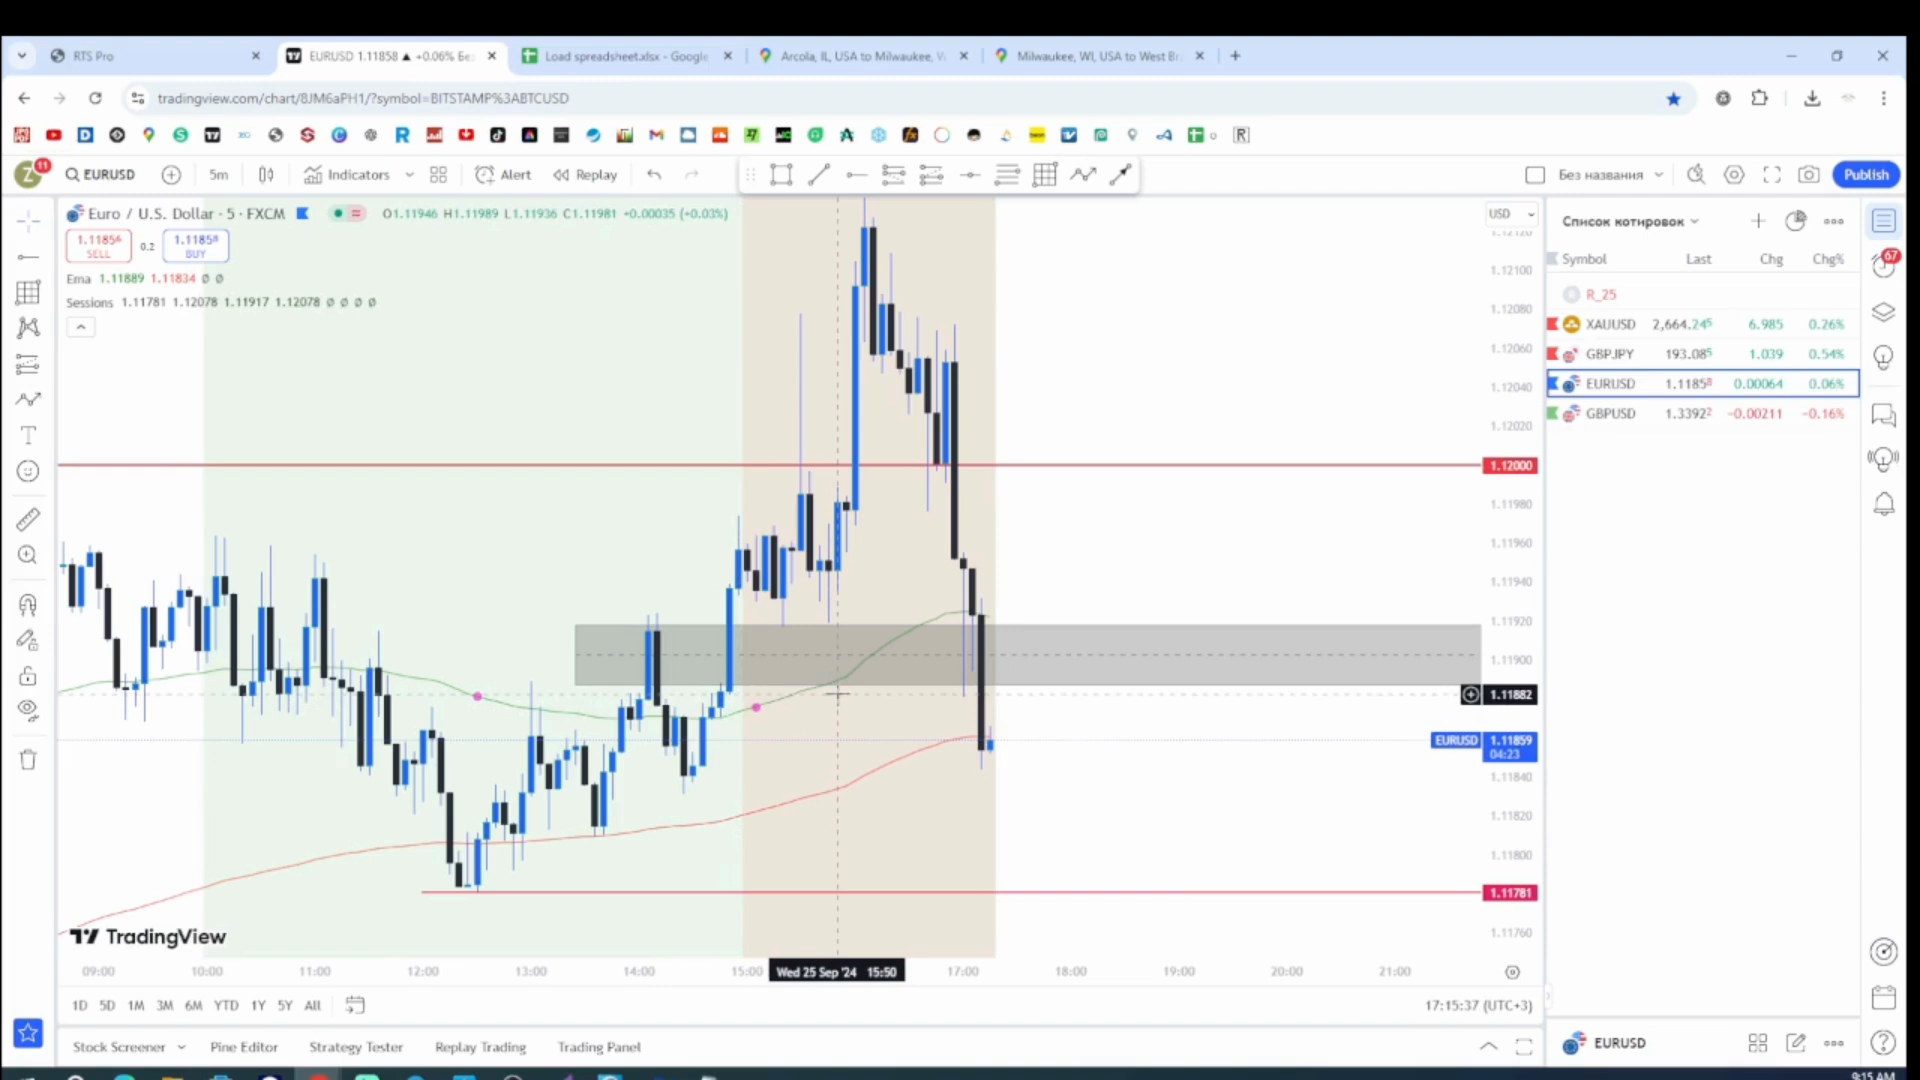 RTS Pro
EURUSD 1.11858 ▲ +0.06% Бе
Load spreadsheet.xlsx - Google
Arcola, IL, USA to Milwaukee, W
Milwaukee, WI, USA to West B
tradingview.com/chart/8JM6aPH1/?symbol=BITSTAMP%3ABTCUSD
Z 11 EURUSD 5m Indicators Alert Replay Без названия Publish
Euro / U.S. Dollar · 5 · FXCM O1.11946 H1.11989 L1.11936 C1.11981 +0.00035 (+0.03%)
USD
1.11856 SELL 0.2 1.11858 BUY
Ema 1.11889 1.11834 ∅ ∅
Sessions 1.11781 1.12078 1.11917 1.12078 ∅ ∅ ∅ ∅
1.12120
1.12100
1.12080
1.12060
1.12040
1.12020
1.12000
1.11980
1.11960
1.11940
1.11920
1.11900
1.11882
EURUSD 1.11859
04:23
1.11840
1.11820
1.11800
1.11781
1.11760
TradingView
09:00 10:00 11:00 12:00 13:00 14:00 15:00 Wed 25 Sep '24 15:50 17:00 18:00 19:00 20:00 21:00
1D 5D 1M 3M 6M YTD 1Y 5Y All 17:15:37 (UTC+3)
Stock Screener Pine Editor Strategy Tester Replay Trading Trading Panel
Список котировок
Symbol Last Chg Chg%
R_25
XAUUSD 2,664.245 6.985 0.26%
GBPJPY 193.085 1.039 0.54%
EURUSD 1.11858 0.00064 0.06%
GBPUSD 1.33922 −0.00211 −0.16%
67
EURUSD
9:15 AM